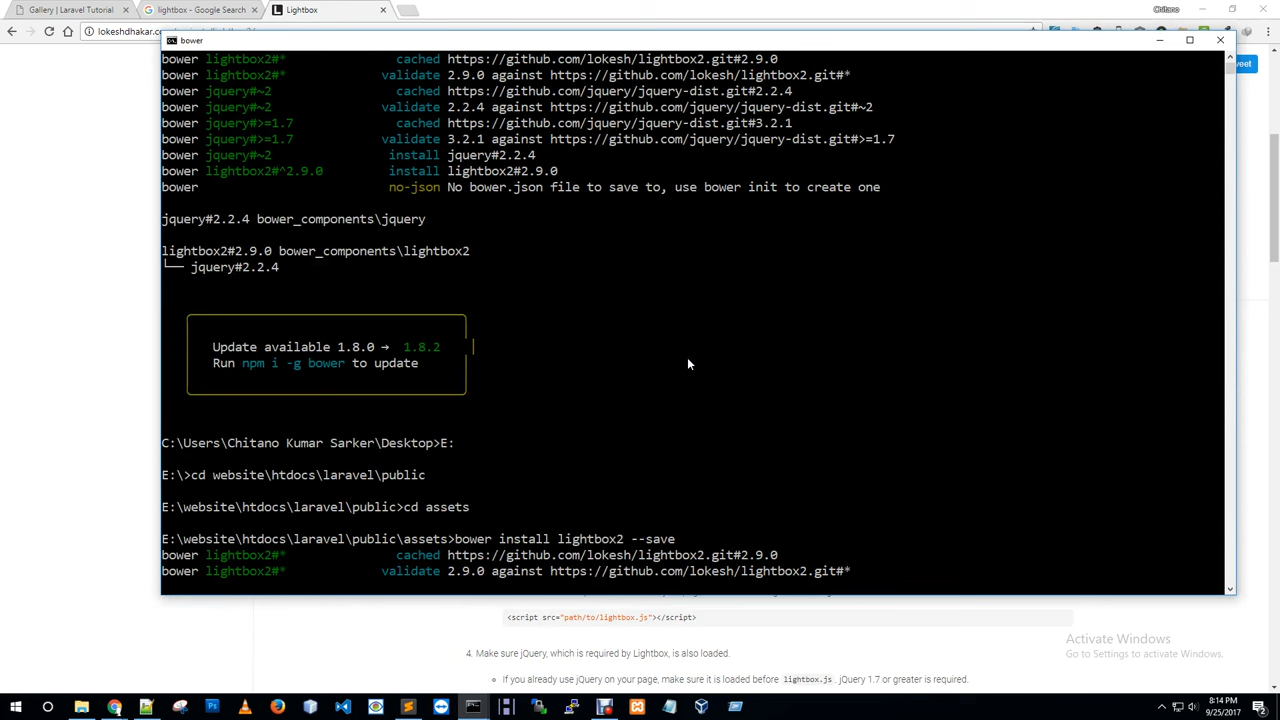 Gallery | Laravel Tutorial
lightbox - Google Search
Lightbox
Chitano
lokeshdhakar.com
bower
eet
bower lightbox2#* cached https://github.com/lokesh/lightbox2.git#2.9.0
bower lightbox2#* validate 2.9.0 against https://github.com/lokesh/lightbox2.git#*
bower jquery#~2 cached https://github.com/jquery/jquery-dist.git#2.2.4
bower jquery#~2 validate 2.2.4 against https://github.com/jquery/jquery-dist.git#~2
bower jquery#>=1.7 cached https://github.com/jquery/jquery-dist.git#3.2.1
bower jquery#>=1.7 validate 3.2.1 against https://github.com/jquery/jquery-dist.git#>=1.7
bower jquery#~2 install jquery#2.2.4
bower lightbox2#^2.9.0 install lightbox2#2.9.0
bower no-json No bower.json file to save to, use bower init to create one
jquery#2.2.4 bower_components\jquery
lightbox2#2.9.0 bower_components\lightbox2
└── jquery#2.2.4
Update available 1.8.0 → 1.8.2
Run npm i -g bower to update
C:\Users\Chitano Kumar Sarker\Desktop>E:
E:\>cd website\htdocs\laravel\public
E:\website\htdocs\laravel\public>cd assets
E:\website\htdocs\laravel\public\assets>bower install lightbox2 --save
bower lightbox2#* cached https://github.com/lokesh/lightbox2.git#2.9.0
bower lightbox2#* validate 2.9.0 against https://github.com/lokesh/lightbox2.git#*
<script src="path/to/lightbox.js"></script>
4. Make sure jQuery, which is required by Lightbox, is also loaded.
If you already use jQuery on your page, make sure it is loaded before lightbox.js. jQuery 1.7 or greater is required.
Activate Windows
Go to Settings to activate Windows.
8:14 PM
9/25/2017